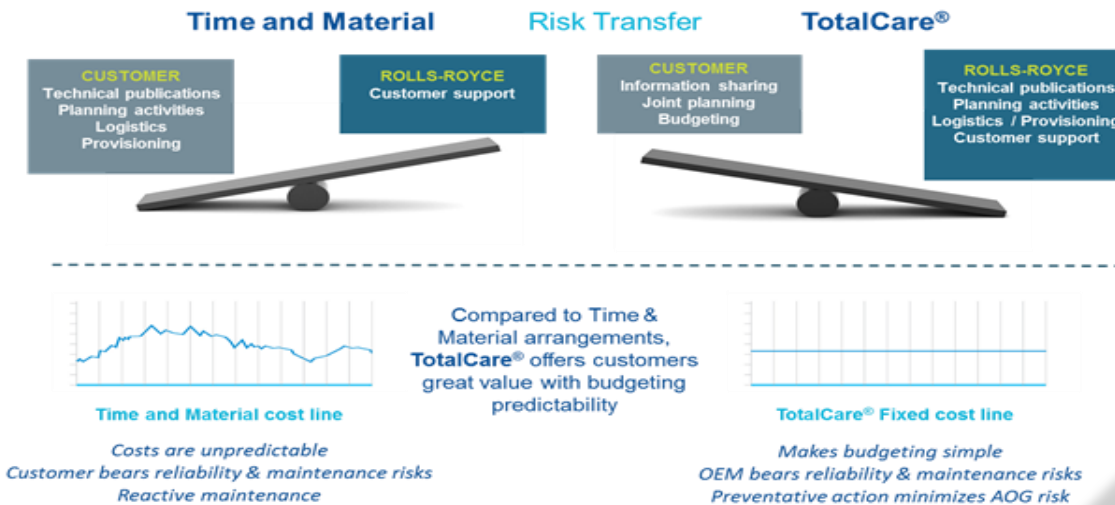 Time and Material
Risk Transfer
TotalCare®
CUSTOMER
Technical publications
Planning activities
Logistics
Provisioning
ROLLS-ROYCE
Customer support
CUSTOMER
Information sharing
Joint planning
Budgeting
ROLLS-ROYCE
Technical publications
Planning activities
Logistics / Provisioning
Customer support
Time and Material cost line
Costs are unpredictable
Customer bears reliability & maintenance risks
Reactive maintenance
Compared to Time &
Material arrangements,
TotalCare® offers customers
great value with budgeting
predictability
TotalCare® Fixed cost line
Makes budgeting simple
OEM bears reliability & maintenance risks
Preventative action minimizes AOG risk